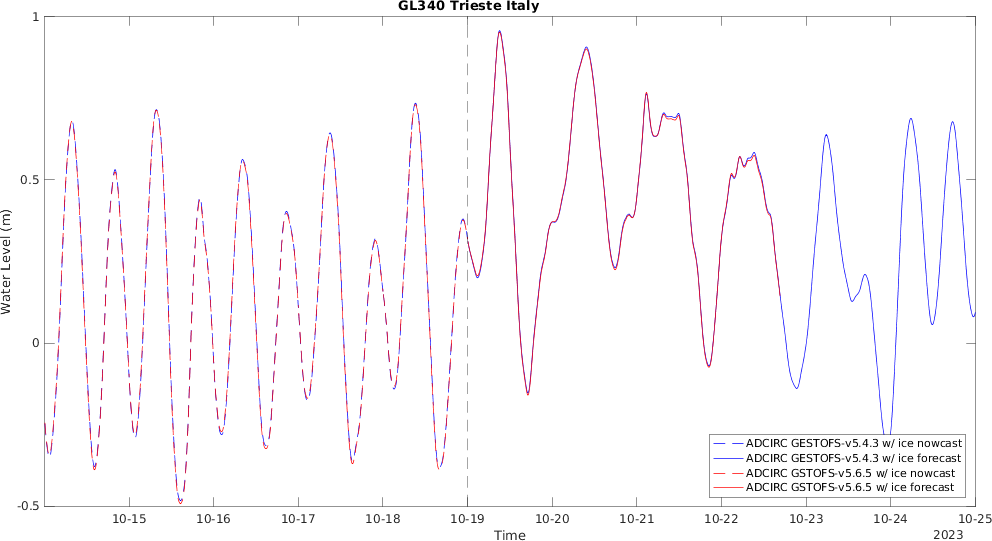 GL340 Trieste Italy
1
0.5
0
-0.5
Water Level (m)
10-15 10-16 10-17 10-18 10-19 10-20 10-21 10-22 10-23 10-24 10-25
Time
2023
ADCIRC GESTOFS-v5.4.3 w/ ice nowcast
ADCIRC GESTOFS-v5.4.3 w/ ice forecast
ADCIRC GSTOFS-v5.6.5 w/ ice nowcast
ADCIRC GSTOFS-v5.6.5 w/ ice forecast